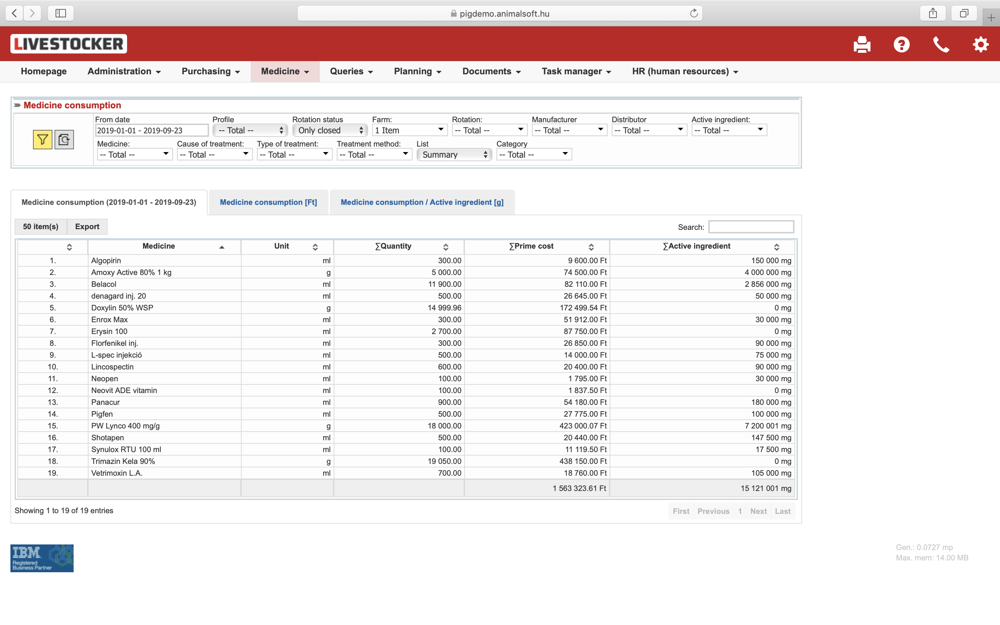 pigdemo.animalsoft.hu
LIVESTOCKER
Homepage Administration Purchasing Medicine Queries Planning Documents Task manager HR (human resources)
Medicine consumption
From date Profile Rotation status Farm: Rotation: Manufacturer Distributor Active ingredient:
2019-01-01 - 2019-09-23 -- Total -- Only closed 1 Item -- Total -- -- Total -- -- Total -- -- Total --
Medicine: Cause of treatment: Type of treatment: Treatment method: List Category
-- Total -- -- Total -- -- Total -- -- Total -- Summary -- Total --
Medicine consumption (2019-01-01 - 2019-09-23) Medicine consumption [Ft] Medicine consumption / Active ingredient [g]
50 item(s) Export Search:
Medicine Unit ∑Quantity ∑Prime cost ∑Active ingredient
1. Algopirin ml 300.00 9 600.00 Ft 150 000 mg
2. Amoxy Active 80% 1 kg g 5 000.00 74 500.00 Ft 4 000 000 mg
3. Belacol ml 11 900.00 82 110.00 Ft 2 856 000 mg
4. denagard inj. 20 ml 500.00 26 645.00 Ft 50 000 mg
5. Doxylin 50% WSP g 14 999.96 172 499.54 Ft 0 mg
6. Enrox Max ml 300.00 51 912.00 Ft 30 000 mg
7. Erysin 100 ml 2 700.00 87 750.00 Ft 0 mg
8. Florfenikel inj. ml 300.00 26 850.00 Ft 90 000 mg
9. L-spec injekció ml 500.00 14 000.00 Ft 75 000 mg
10. Lincospectin ml 600.00 20 400.00 Ft 90 000 mg
11. Neopen ml 100.00 1 795.00 Ft 30 000 mg
12. Neovit ADE vitamin ml 100.00 1 837.50 Ft 0 mg
13. Panacur ml 900.00 54 180.00 Ft 180 000 mg
14. Pigfen ml 500.00 27 775.00 Ft 100 000 mg
15. PW Lynco 400 mg/g g 18 000.00 423 000.07 Ft 7 200 001 mg
16. Shotapen ml 500.00 20 440.00 Ft 147 500 mg
17. Synulox RTU 100 ml ml 100.00 11 119.50 Ft 17 500 mg
18. Trimazin Kela 90% g 19 050.00 438 150.00 Ft 0 mg
19. Vetrimoxin L.A. ml 700.00 18 760.00 Ft 105 000 mg
1 563 323.61 Ft 15 121 001 mg
Showing 1 to 19 of 19 entries First Previous 1 Next Last
IBM.
Registered
Business Partner
Gen.: 0.0727 mp
Max. mem: 14.00 MB